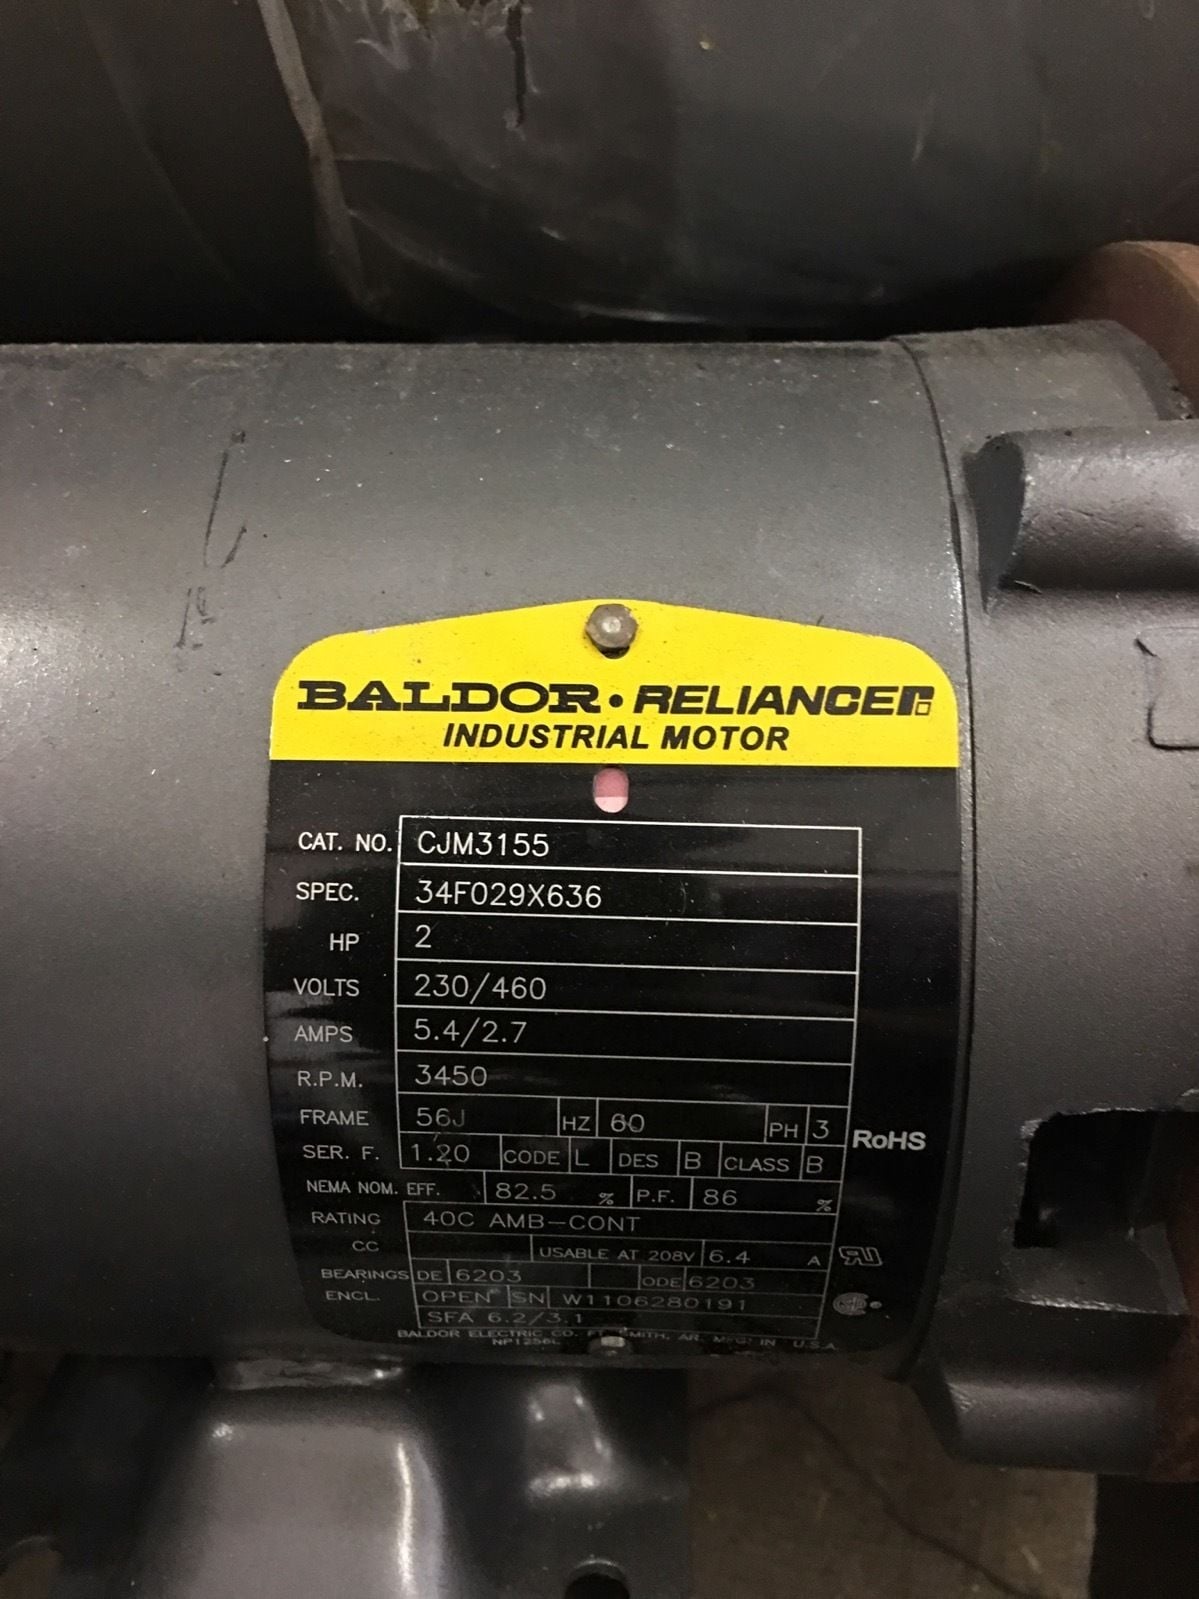 BALDOR • RELIANCE
INDUSTRIAL MOTOR
CAT. NO. CJM3155
SPEC. 34F029X636
HP 2
VOLTS 230/460
AMPS 5.4/2.7
R.P.M. 3450
FRAME 56J HZ 60 PH 3
RoHS
SER. F. 1.20 CODE L DES B CLASS B
NEMA NOM. EFF. 82.5 % P.F. 86 %
RATING 40C AMB-CONT
CC USABLE AT 208V 6.4 A
BEARINGS DE 6203 ODE 6203
ENCL. OPEN SN W1106280191
SFA 6.2/3.1
BALDOR ELECTRIC CO. MFG. IN U.S.A.